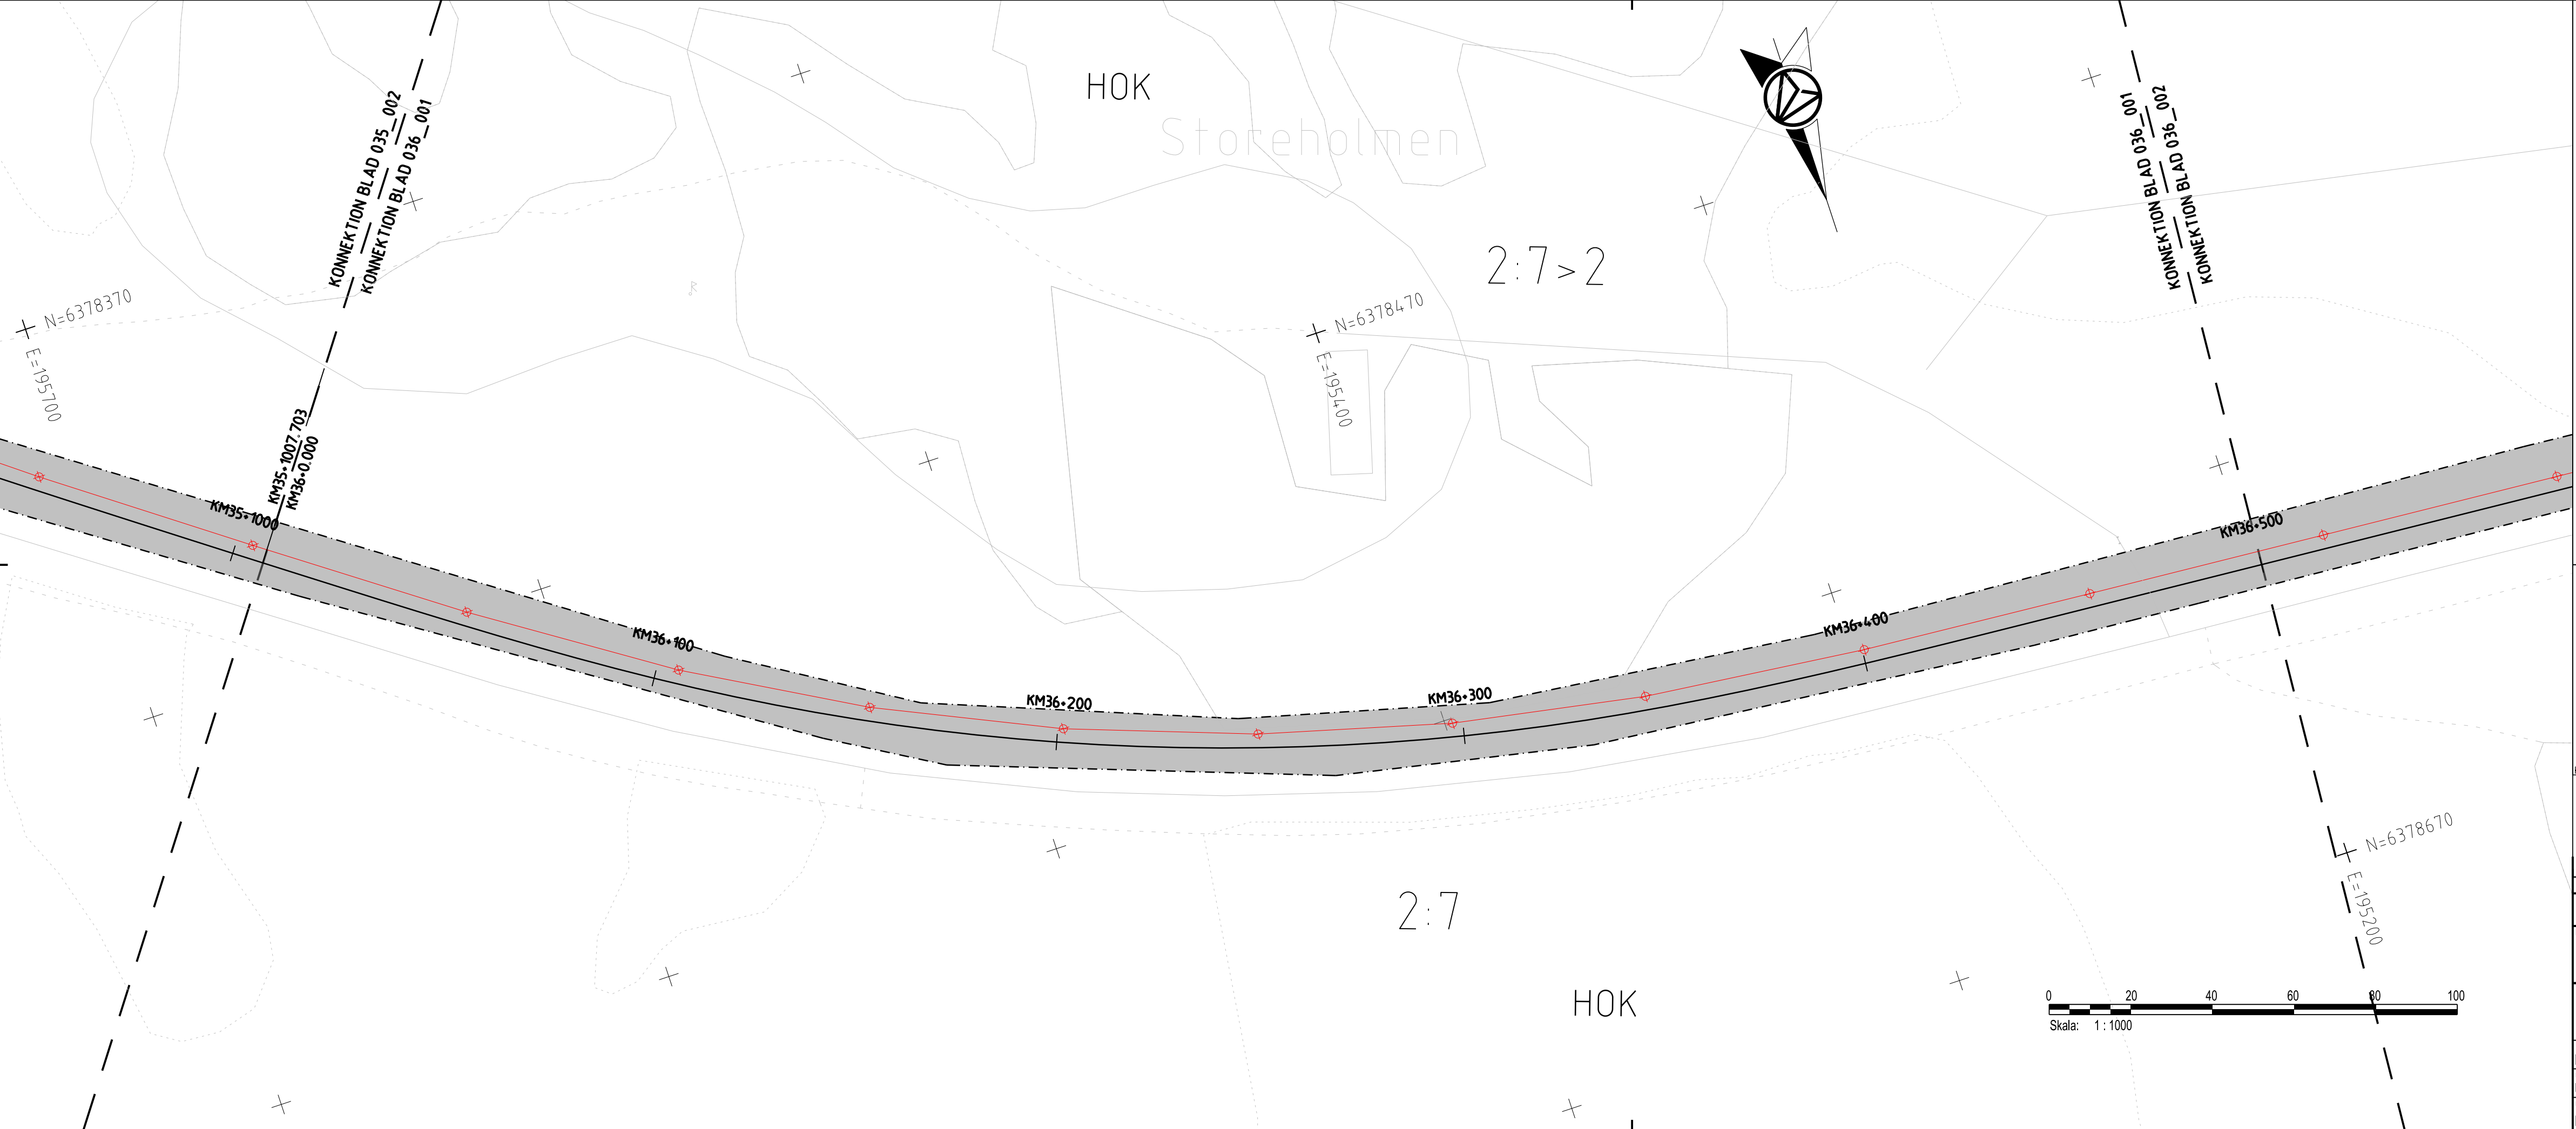 HOK
Storeholmen
KONNEKTION BLAD 035_002
KONNEKTION BLAD 036_001
KONNEKTION BLAD 036_001
KONNEKTION BLAD 036_002
2:7>2
N=6378370
E=195700
N=6378470
E=195400
KM35+1007.703
KM36+0.000
KM35+1000
KM36+100
KM36+200
KM36+300
KM36+400
KM36+500
N=6378670
E=195200
2:7
HOK
0 20 40 60 80 100
Skala: 1 : 1000